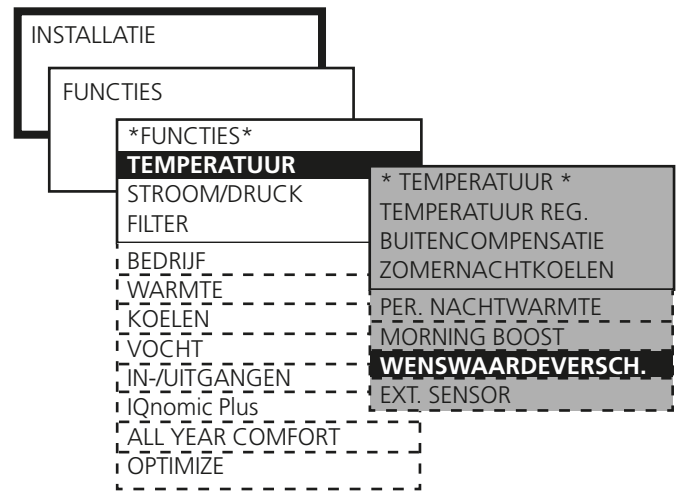 INSTALLATIE
FUNCTIES
*FUNCTIES*
TEMPERATUUR
STROOM/DRUCK
FILTER
BEDRIJF
WARMTE
KOELEN
VOCHT
IN-/UITGANGEN
IQnomic Plus
ALL YEAR COMFORT
OPTIMIZE
* TEMPERATUUR *
TEMPERATUUR REG.
BUITENCOMPENSATIE
ZOMERNACHTKOELEN
PER. NACHTWARMTE
MORNING BOOST
WENSWAARDEVERSCH.
EXT. SENSOR